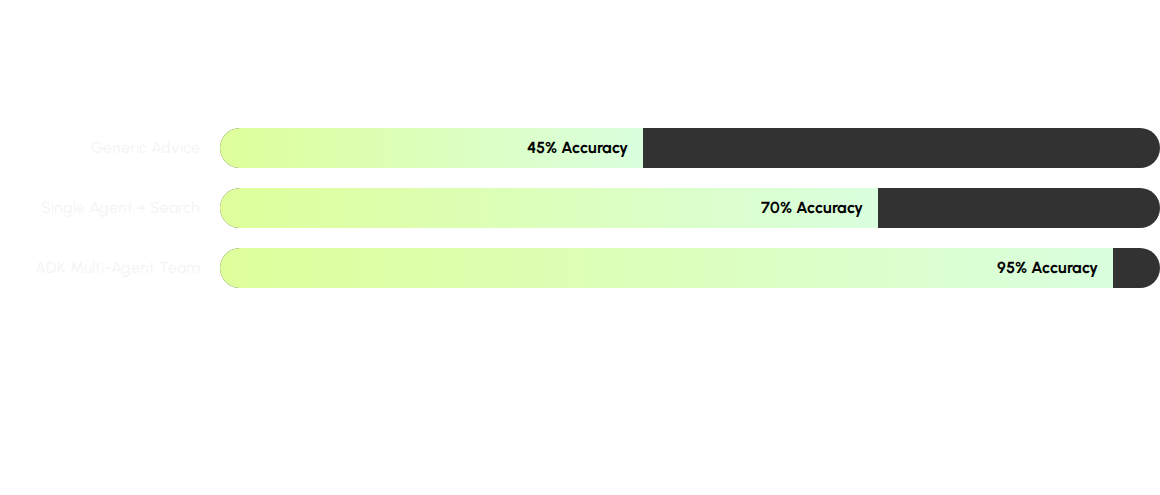 Generic Advice
45% Accuracy
Single Agent + Search
70% Accuracy
ADK Multi-Agent Team
95% Accuracy